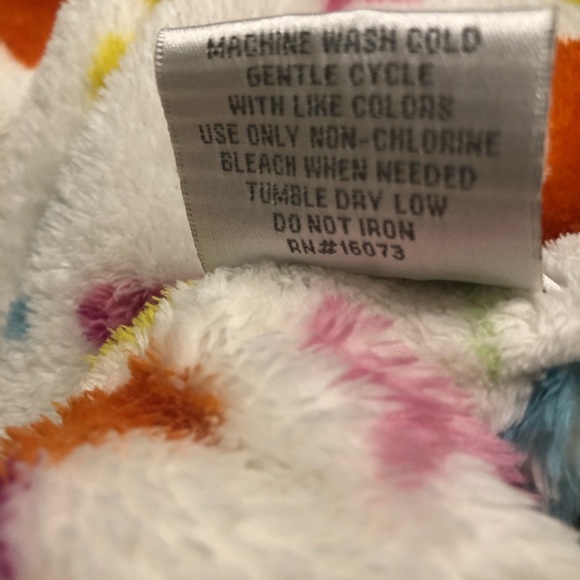 MACHINE WASH COLD
GENTLE CYCLE
WITH LIKE COLORS
USE ONLY NON-CHLORINE
BLEACH WHEN NEEDED
TUMBLE DRY LOW
DO NOT IRON
RN#16073